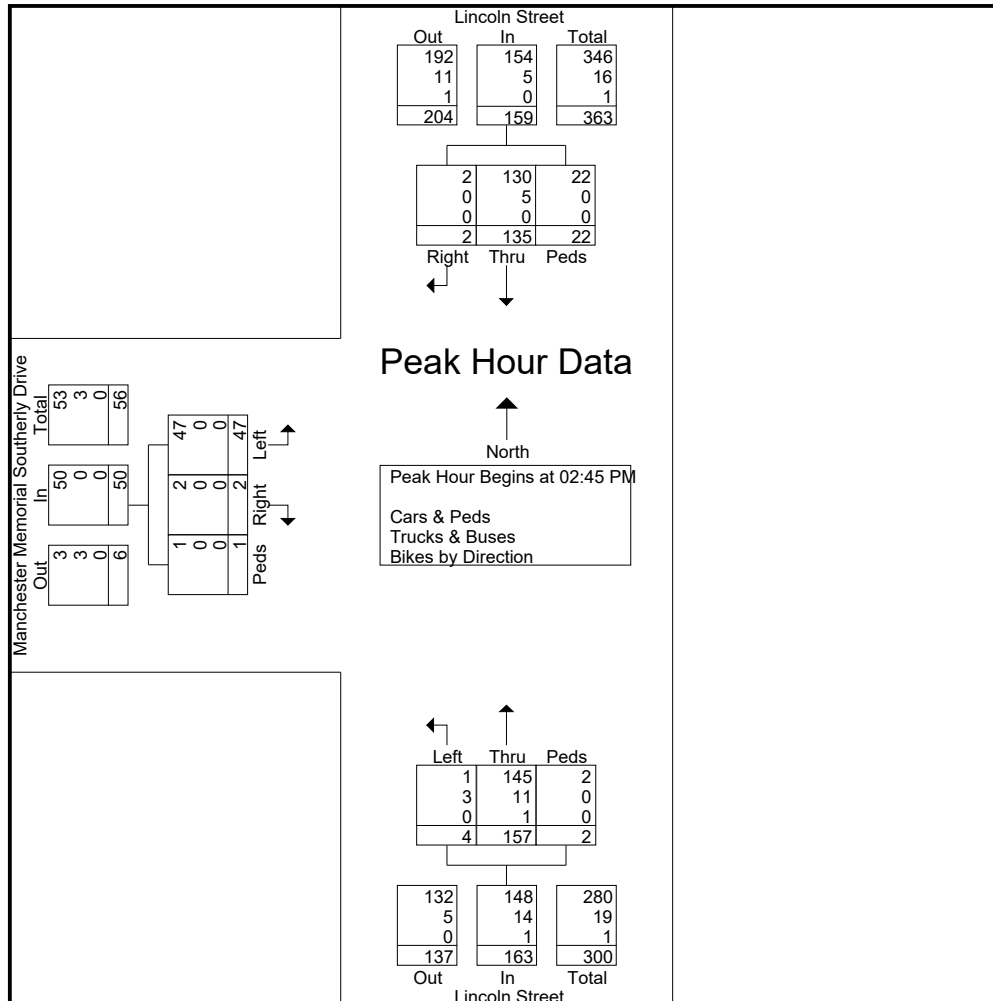 Lincoln Street
Out In Total
192 154 346
11 5 16
1 0 1
204 159 363
2 130 22
0 5 0
0 0 0
2 135 22
Right Thru Peds
Peak Hour Data
North
Peak Hour Begins at 02:45 PM
Cars & Peds
Trucks & Buses
Bikes by Direction
Manchester Memorial Southerly Drive
Out In Total
3 50 53
3 0 3
0 0 0
6 50 56
1 2 47
0 0 0
0 0 0
1 2 47
Peds Right Left
Left Thru Peds
1 145 2
3 11 0
0 1 0
4 157 2
132 148 280
5 14 19
0 1 1
137 163 300
Out In Total
Lincoln Street